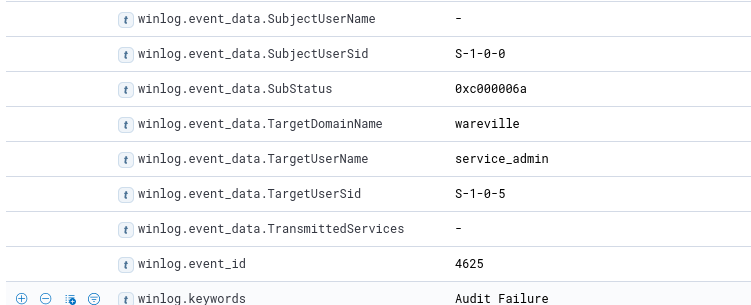 t winlog.event_data.SubjectUserName -
t winlog.event_data.SubjectUserSid S-1-0-0
t winlog.event_data.SubStatus 0xc000006a
t winlog.event_data.TargetDomainName wareville
t winlog.event_data.TargetUserName service_admin
t winlog.event_data.TargetUserSid S-1-0-5
t winlog.event_data.TransmittedServices -
t winlog.event_id 4625
t winlog.keywords Audit Failure